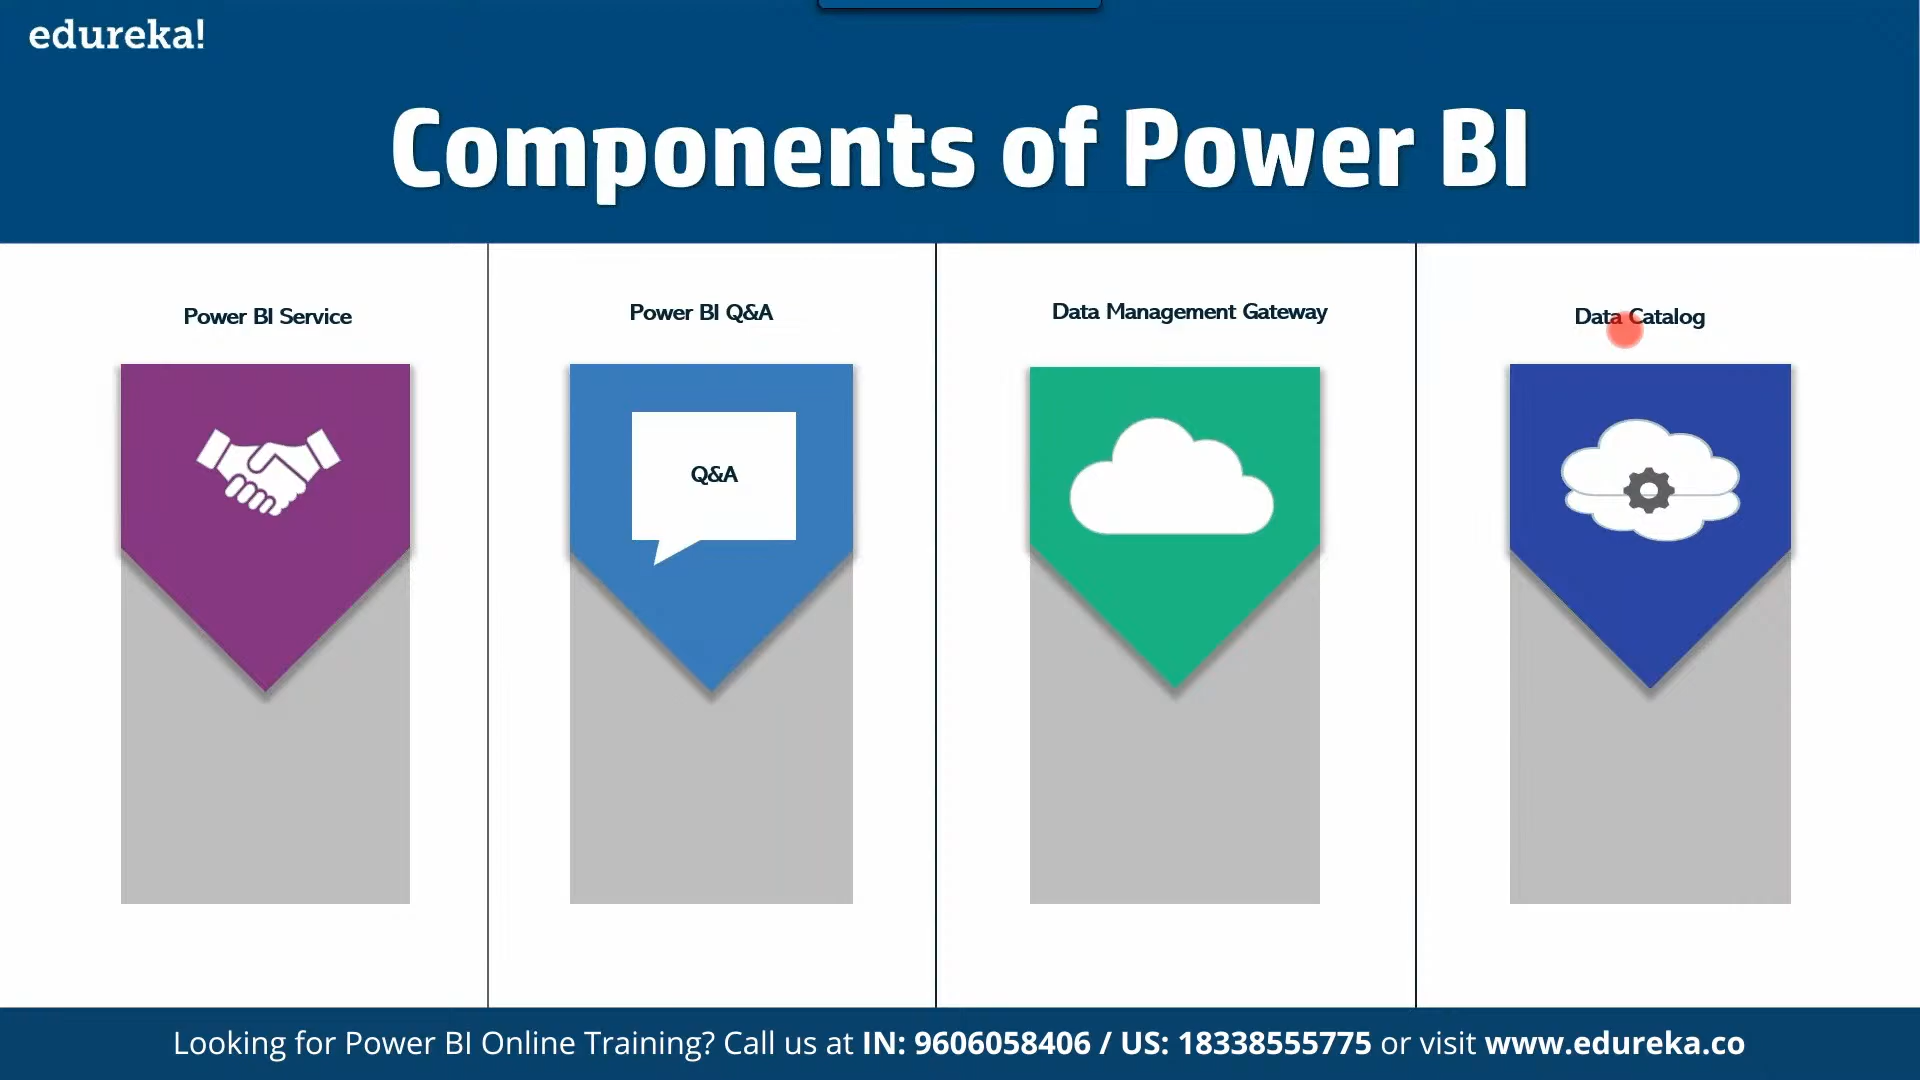 edureka!
Components of Power BI
Power BI Service
Power BI Q&A
Data Management Gateway
Data Catalog
Q&A
Looking for Power BI Online Training? Call us at IN: 9606058406 / US: 18338555775 or visit www.edureka.co